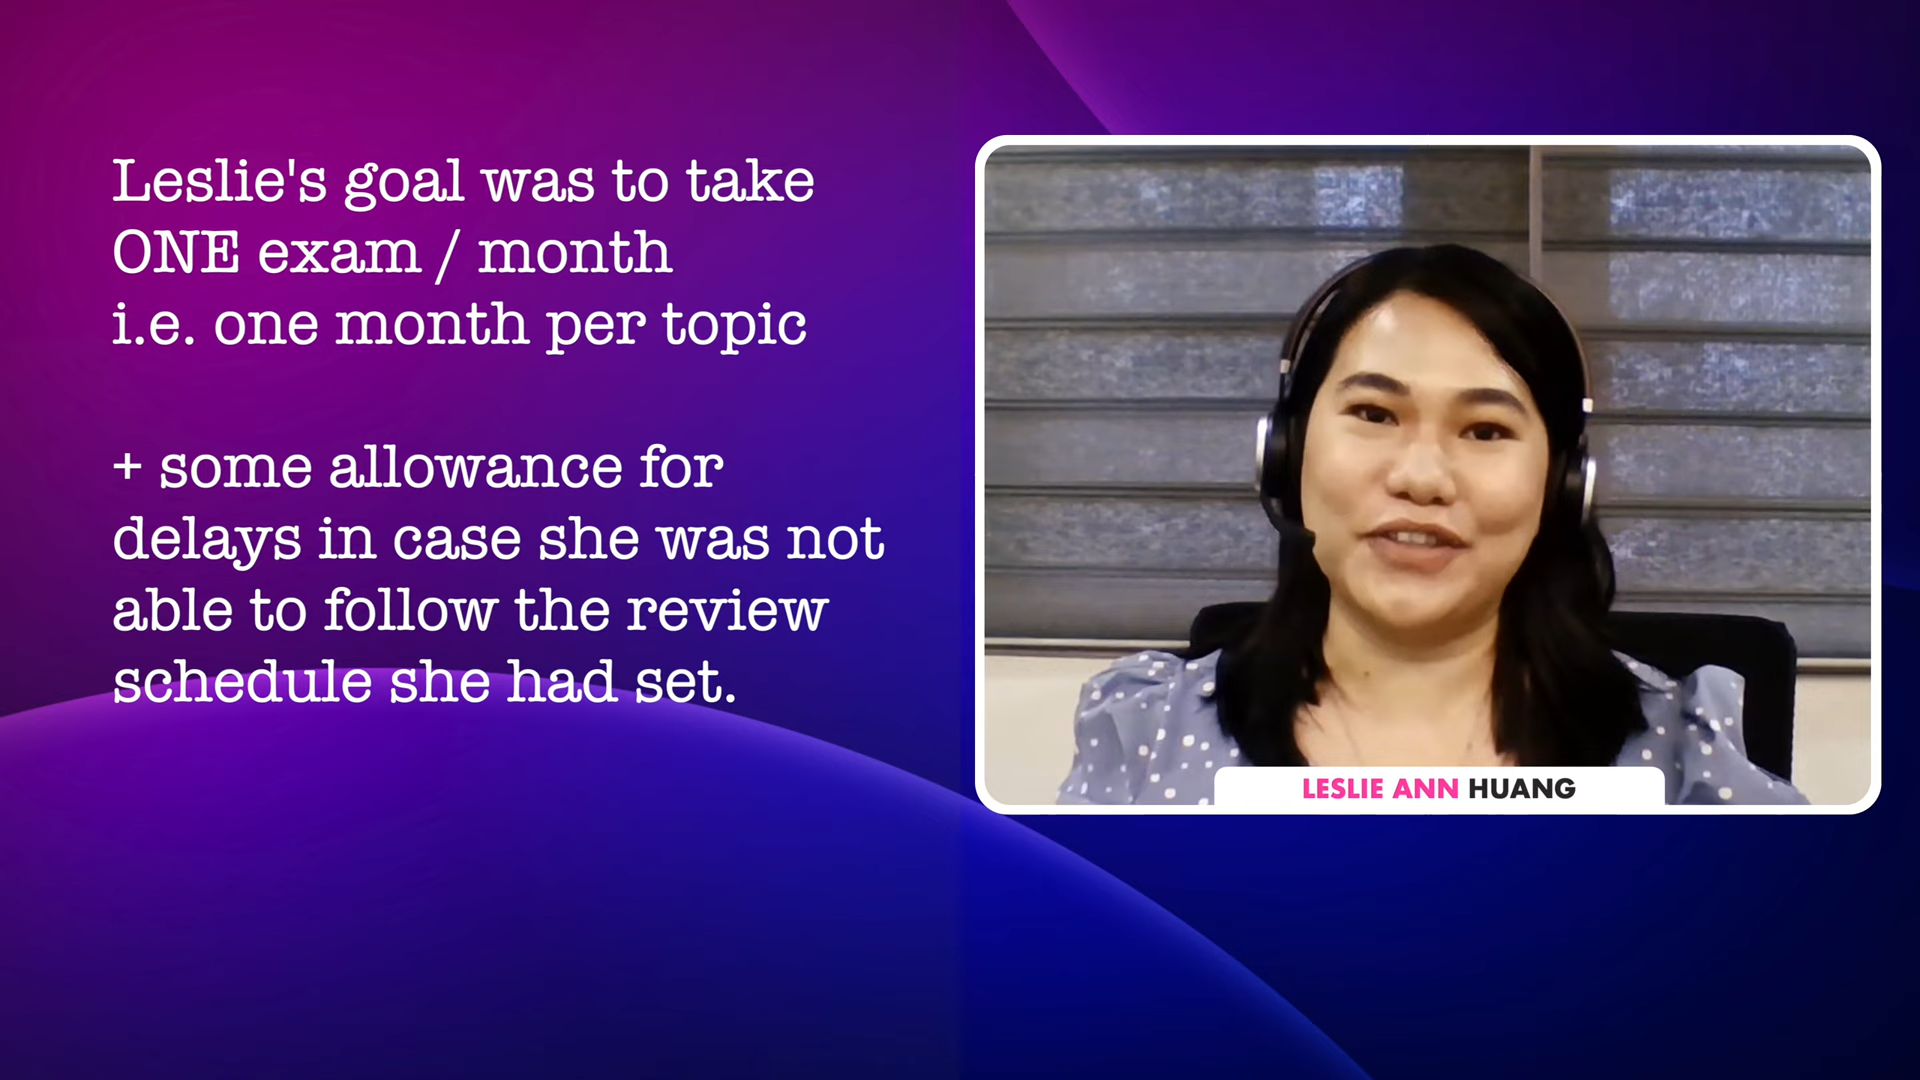 Leslie's goal was to take
ONE exam / month
i.e. one month per topic
+ some allowance for
delays in case she was not
able to follow the review
schedule she had set.
LESLIE ANN HUANG